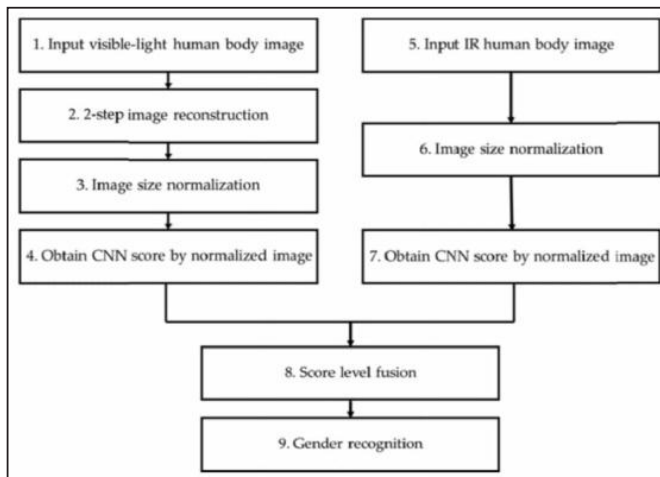 1. Input visible-light human body image
2. 2-step image reconstruction
3. Image size normalization
4. Obtain CNN score by normalized image
5. Input IR human body image
6. Image size normalization
7. Obtain CNN score by normalized image
8. Score level fusion
9. Gender recognition